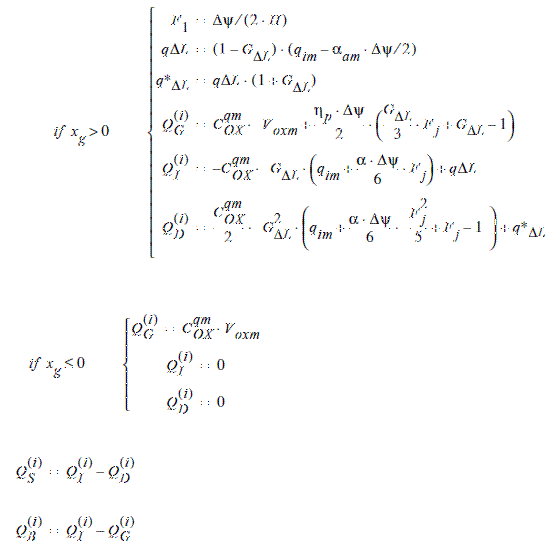 F_1 = Δψ/(2·H)
qΔL = (1−G_ΔL)·(q_im−α_am·Δψ/2)
q*_ΔL = qΔL·(1+G_ΔL)
if x_g>0
Q_G^(i) = C_OX^qm · V_oxm + η_p·Δψ/2 · (G_ΔL/3 · F_j + G_ΔL − 1)
Q_I^(i) = −C_OX^qm · G_ΔL · (q_im + α·Δψ/6 · F_j) + qΔL
Q_D^(i) = C_OX^qm/2 · G_ΔL^2 · (q_im + α·Δψ/6 · F_j^2/5 + F_j − 1) + q*_ΔL
Q_G^(i) = C_OX^qm · V_oxm
if x_g≤0 Q_I^(i) = 0
Q_D^(i) = 0
Q_S^(i) = Q_I^(i) − Q_D^(i)
Q_B^(i) = Q_I^(i) − Q_G^(i)